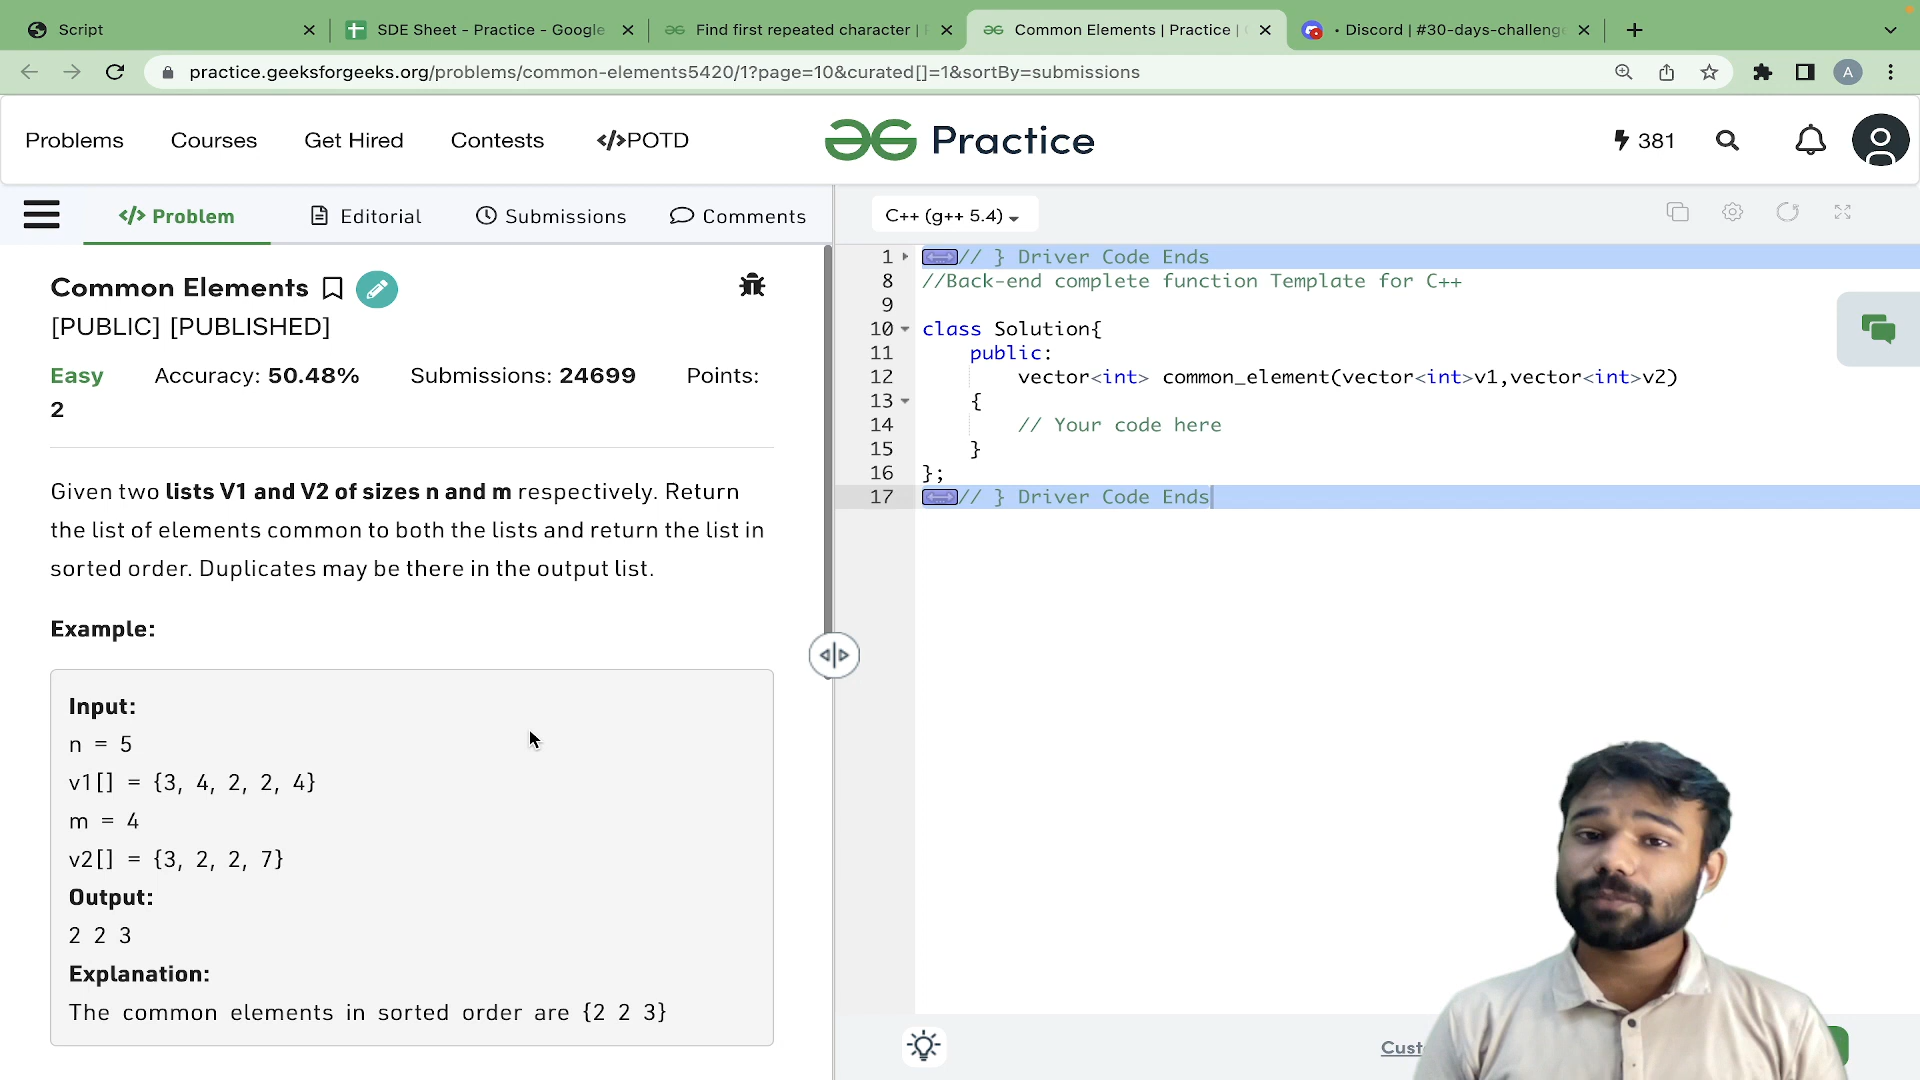 Script
SDE Sheet - Practice - Google
Find first repeated character |
Common Elements | Practice |
· Discord | #30-days-challeng
practice.geeksforgeeks.org/problems/common-elements5420/1?page=10&curated[]=1&sortBy=submissions
A
Problems
Courses
Get Hired
Contests
</>POTD
Practice
381
</> Problem
Editorial
Submissions
Comments
C++ (g++ 5.4)
Common Elements
[PUBLIC] [PUBLISHED]
Easy Accuracy: 50.48% Submissions: 24699 Points:
2
Given two lists V1 and V2 of sizes n and m respectively. Return
the list of elements common to both the lists and return the list in
sorted order. Duplicates may be there in the output list.
Example:
Input:
n = 5
v1[] = {3, 4, 2, 2, 4}
m = 4
v2[] = {3, 2, 2, 7}
Output:
2 2 3
Explanation:
The common elements in sorted order are {2 2 3}
1 // } Driver Code Ends
8 //Back-end complete function Template for C++
9
10 class Solution{
11 public:
12 vector<int> common_element(vector<int>v1,vector<int>v2)
13 {
14 // Your code here
15 }
16 };
17 // } Driver Code Ends
Cust